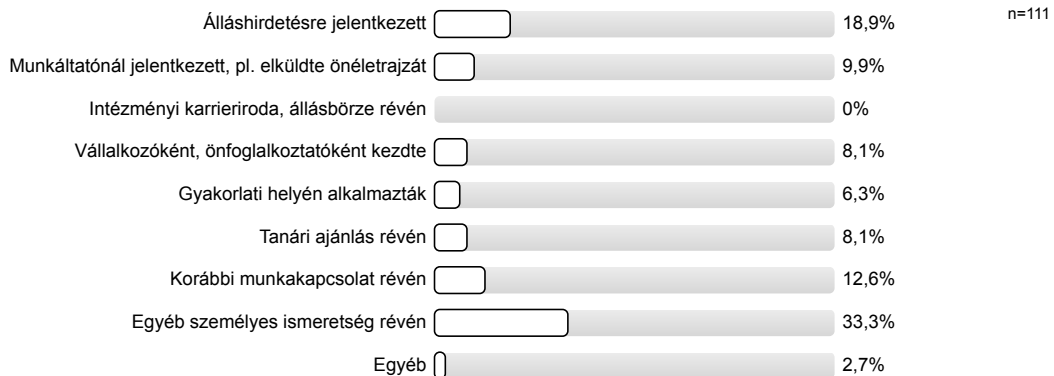 Álláshirdetésre jelentkezett 18,9%
n=111
Munkáltatónál jelentkezett, pl. elküldte önéletrajzát 9,9%
Intézményi karrieriroda, állásbörze révén 0%
Vállalkozóként, önfoglalkoztatóként kezdte 8,1%
Gyakorlati helyén alkalmazták 6,3%
Tanári ajánlás révén 8,1%
Korábbi munkakapcsolat révén 12,6%
Egyéb személyes ismeretség révén 33,3%
Egyéb 2,7%